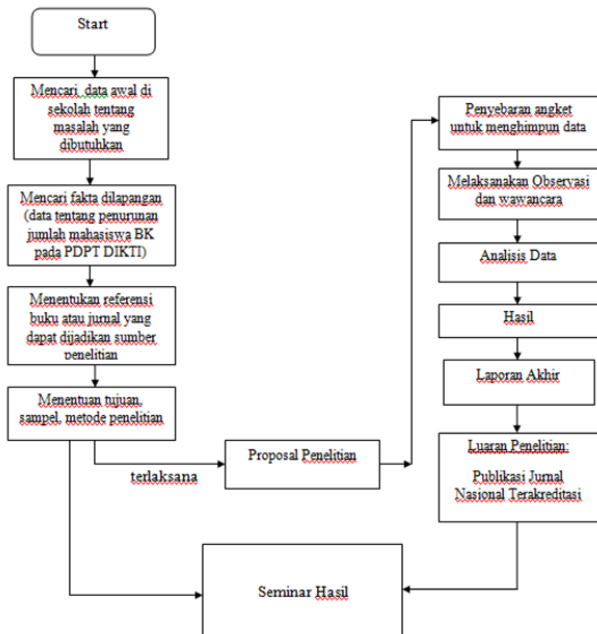 Start
Mencari data awal di
sekolah tentang
masalah yang
dibutuhkan
Mencari fakta dilapangan
(data tentang penurunan
jumlah mahasiswa BK
pada PDPT DIKTI)
Menentukan referensi
buku atau jurnal yang
dapat dijadikan sumber
penelitian
Menentuan tujuan,
sampel, metode penelitian
terlaksana
Proposal Penelitian
Penyebaran angket
untuk menghimpun data
Melaksanakan Observasi
dan wawancara
Analisis Data
Hasil
Laporan Akhir
Luaran Penelitian:
Publikasi Jurnal
Nasional Terakreditasi
Seminar Hasil